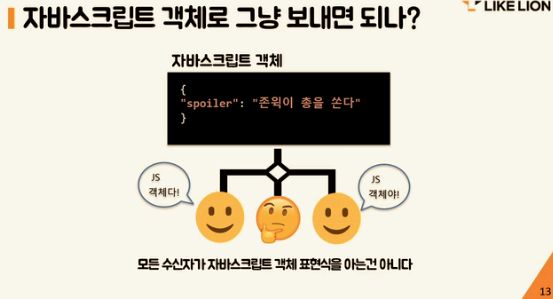 자바스크립트 객체로 그냥 보내면 되나?
LIKE LION
자바스크립트 객체
{
"spoiler": "존윅이 총을 쏜다"
}
JS
객체다!
JS
객체야!
모든 수신자가 자바스크립트 객체 표현식을 아는건 아니다
13